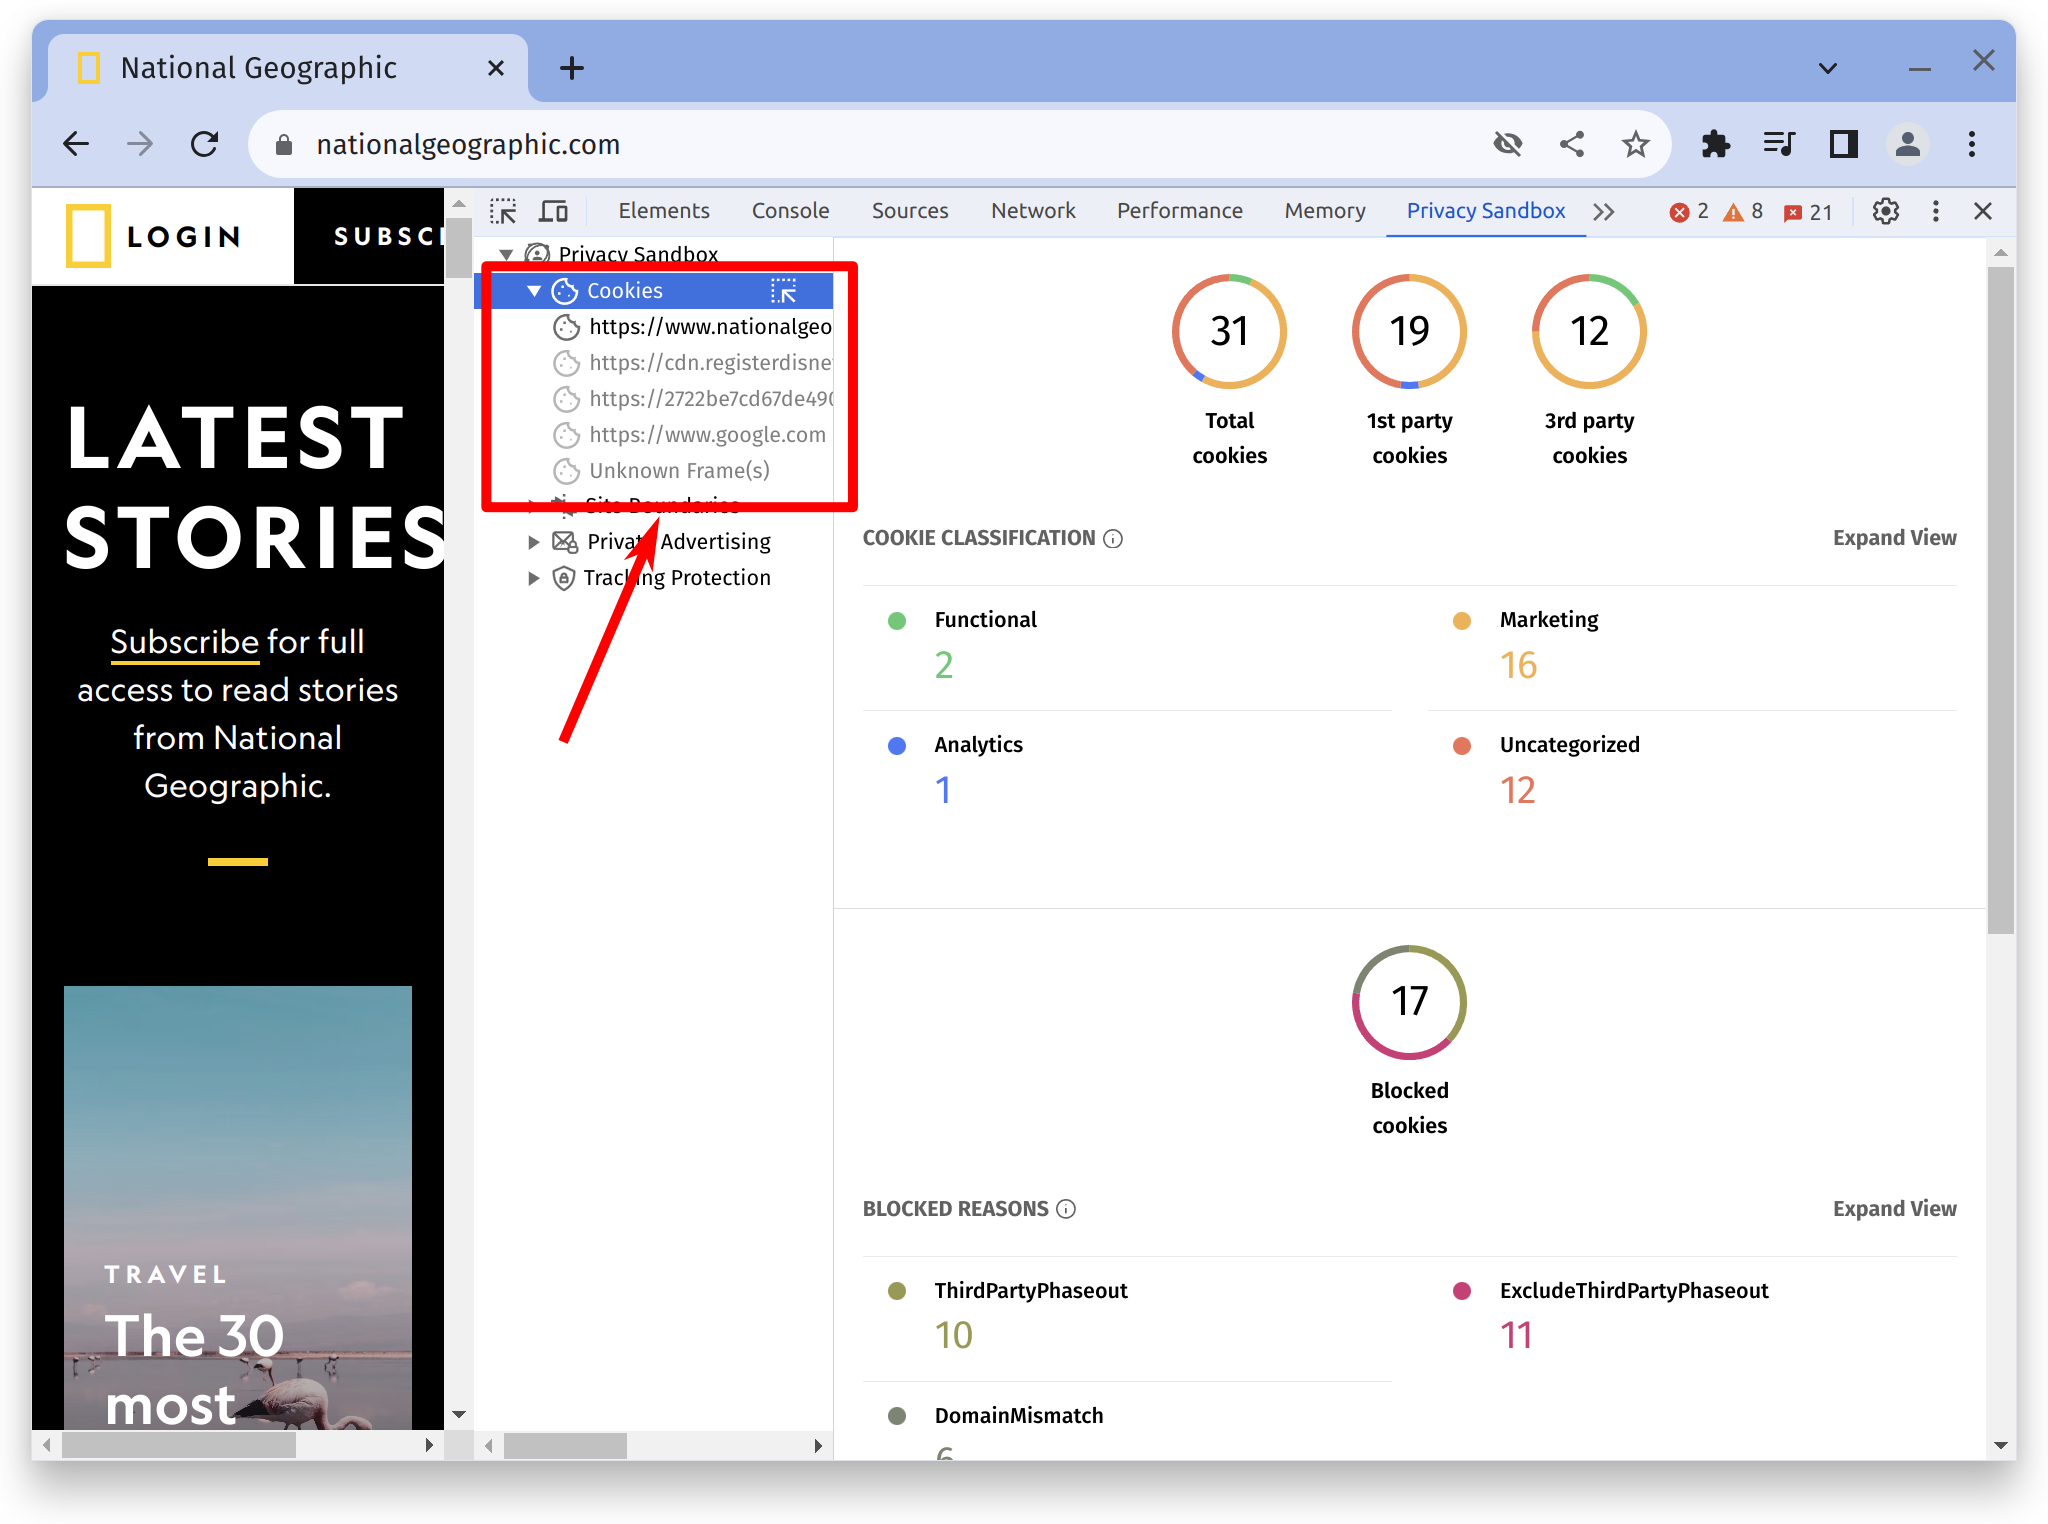 National Geographic
nationalgeographic.com
LOGIN
SUBSCI
LATEST
STORIES
Subscribe for full
access to read stories
from National
Geographic.
TRAVEL
The 30
most
Elements Console Sources Network Performance Memory Privacy Sandbox 2 8 21
Privacy Sandbox
Cookies
https://www.nationalgeo
https://cdn.registerdisne
https://2722be7cd67de490
https://www.google.com
Unknown Frame(s)
Site Boundaries
Private Advertising
Tracking Protection
31 19 12
Total 1st party 3rd party
cookies cookies cookies
COOKIE CLASSIFICATION Expand View
Functional Marketing
2 16
Analytics Uncategorized
1 12
17
Blocked
cookies
BLOCKED REASONS Expand View
ThirdPartyPhaseout ExcludeThirdPartyPhaseout
10 11
DomainMismatch
6